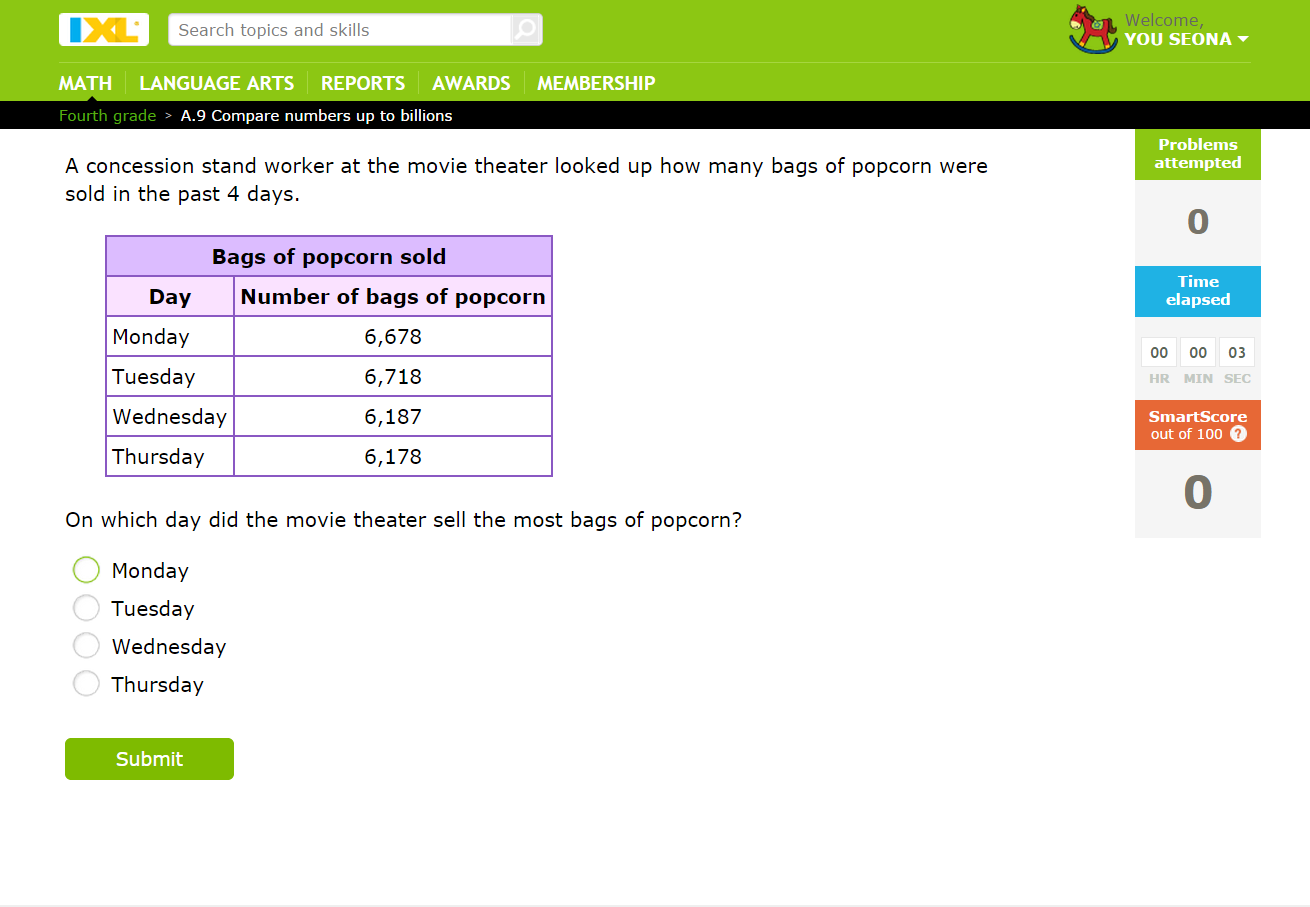 IXL
Search topics and skills
Welcome,
YOU SEONA
MATH LANGUAGE ARTS REPORTS AWARDS MEMBERSHIP
Fourth grade > A.9 Compare numbers up to billions
A concession stand worker at the movie theater looked up how many bags of popcorn were
sold in the past 4 days.
Bags of popcorn sold
Day Number of bags of popcorn
Monday 6,678
Tuesday 6,718
Wednesday 6,187
Thursday 6,178
On which day did the movie theater sell the most bags of popcorn?
Monday
Tuesday
Wednesday
Thursday
Submit
Problems
attempted
0
Time
elapsed
00 00 03
HR MIN SEC
SmartScore
out of 100 ?
0